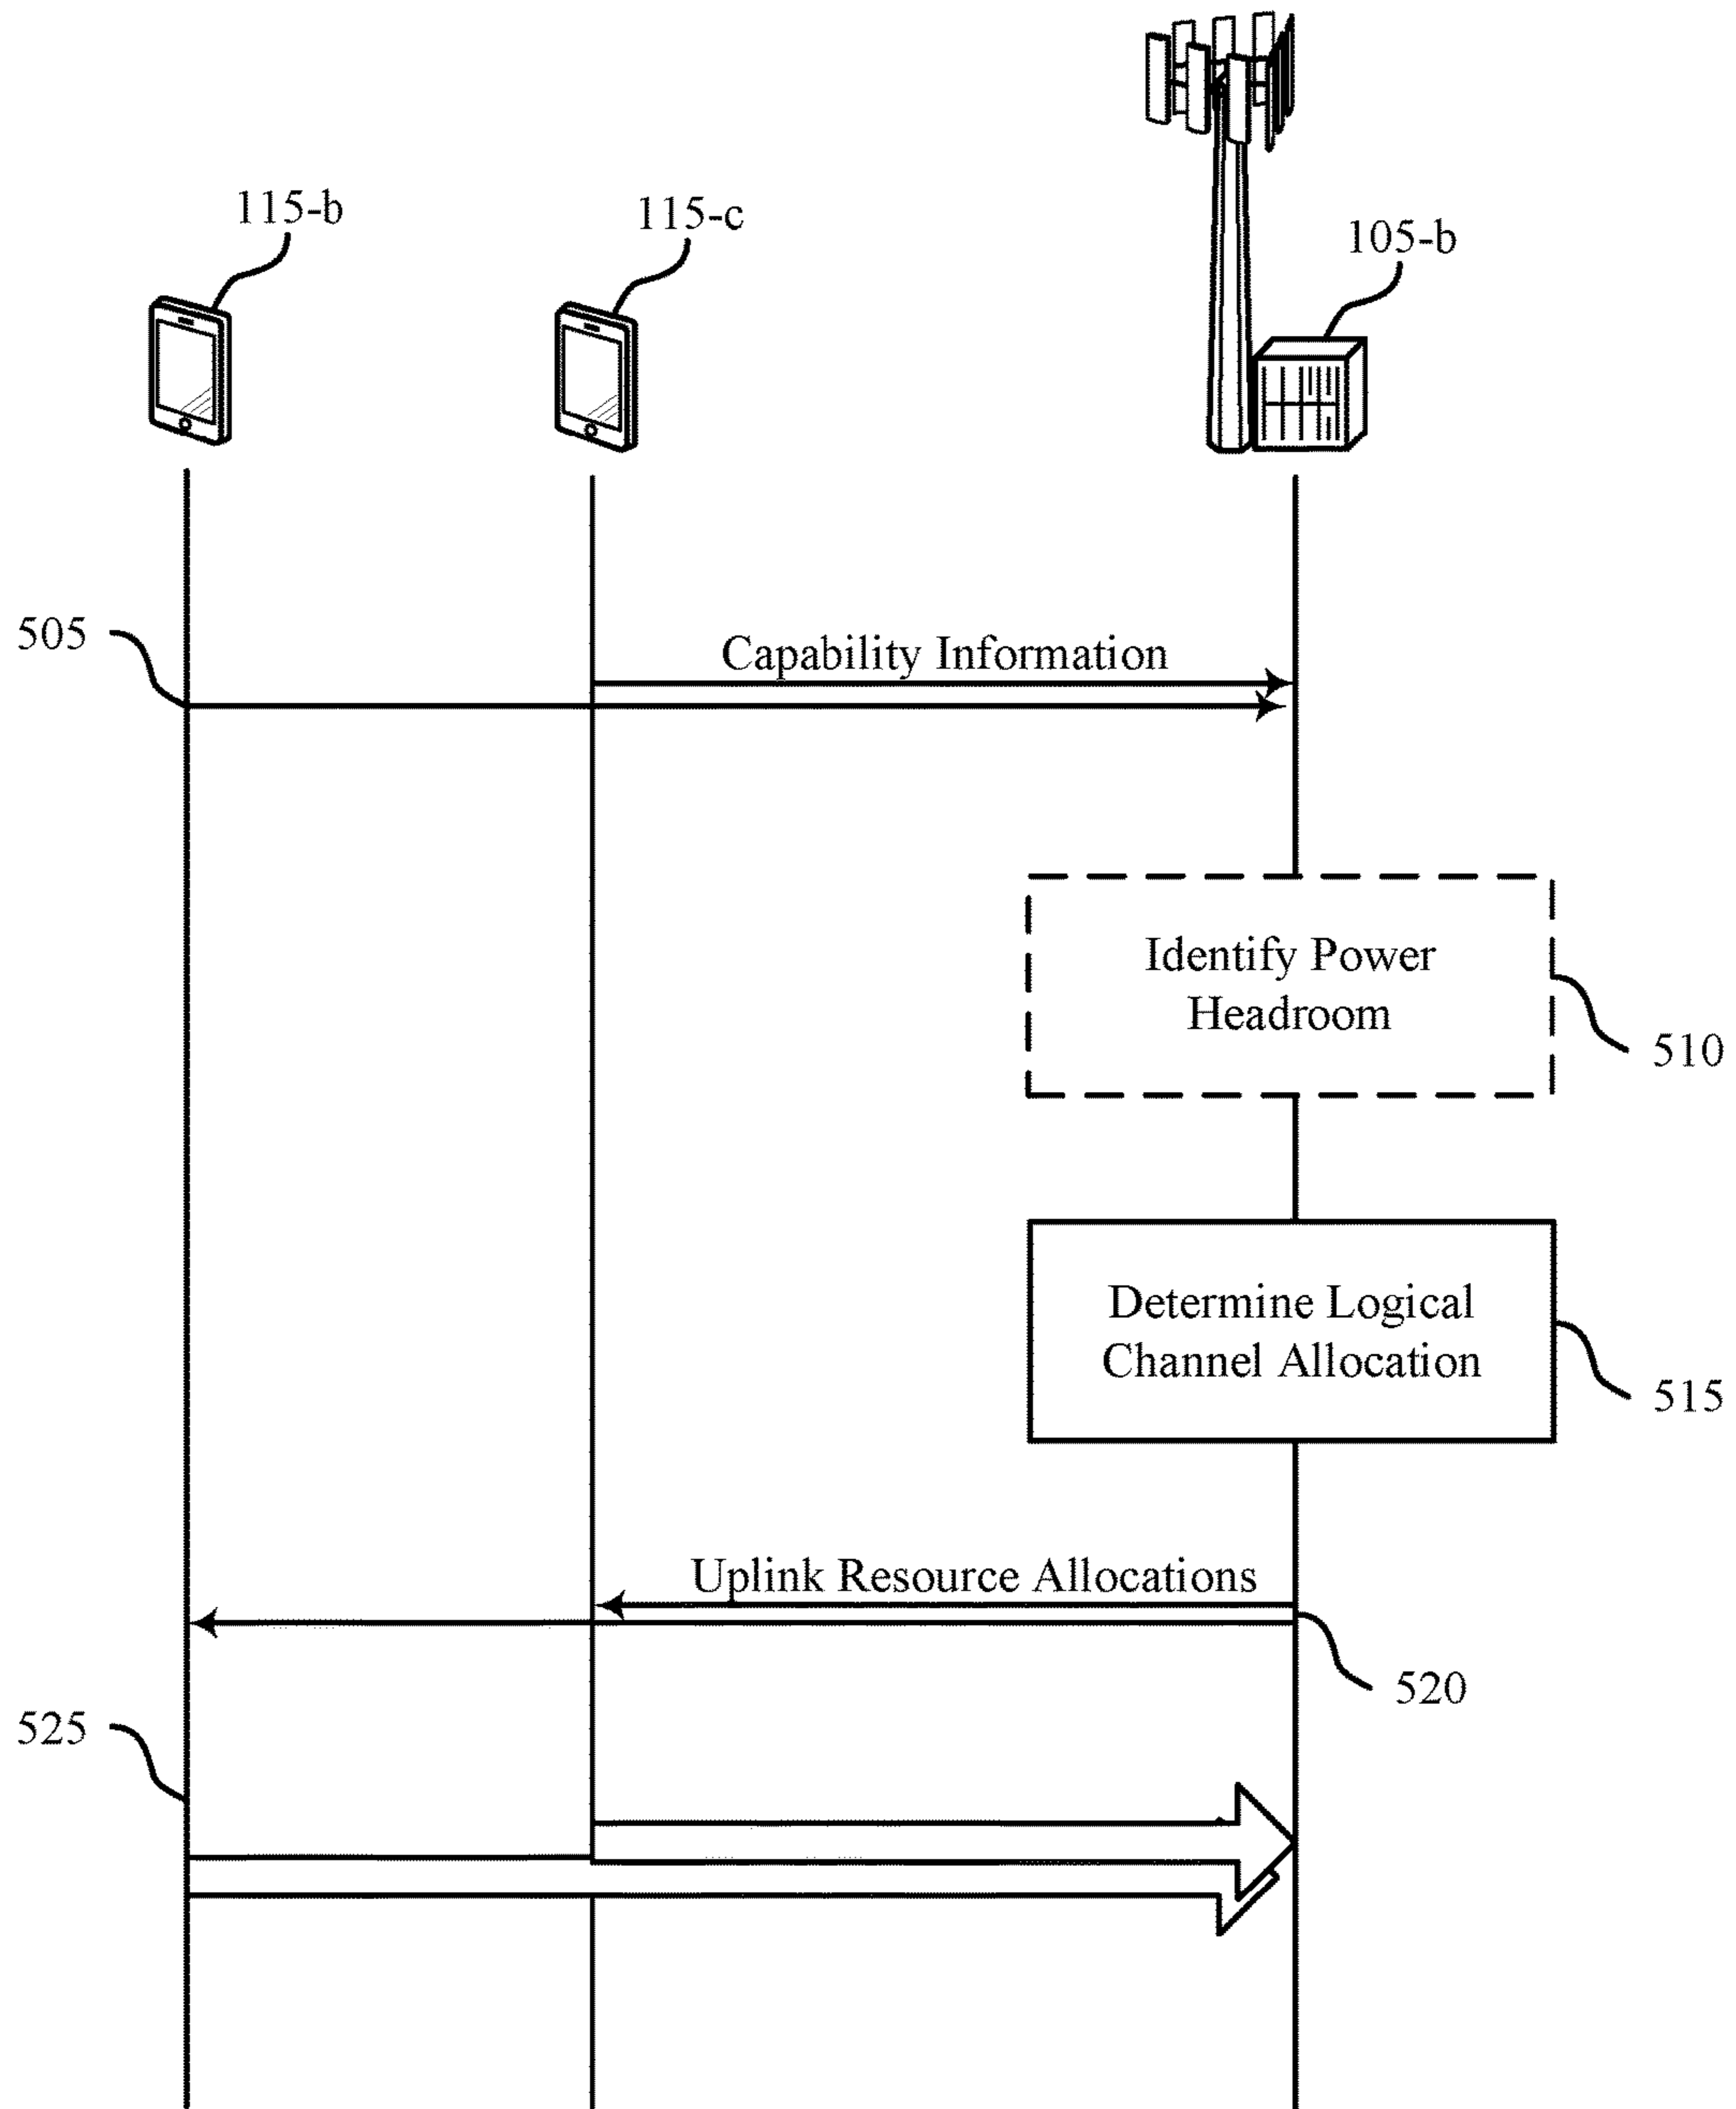 115-b
115-c
105-b
505
Capability Information
Identify Power
Headroom
510
Determine Logical
Channel Allocation
515
Uplink Resource Allocations
520
525